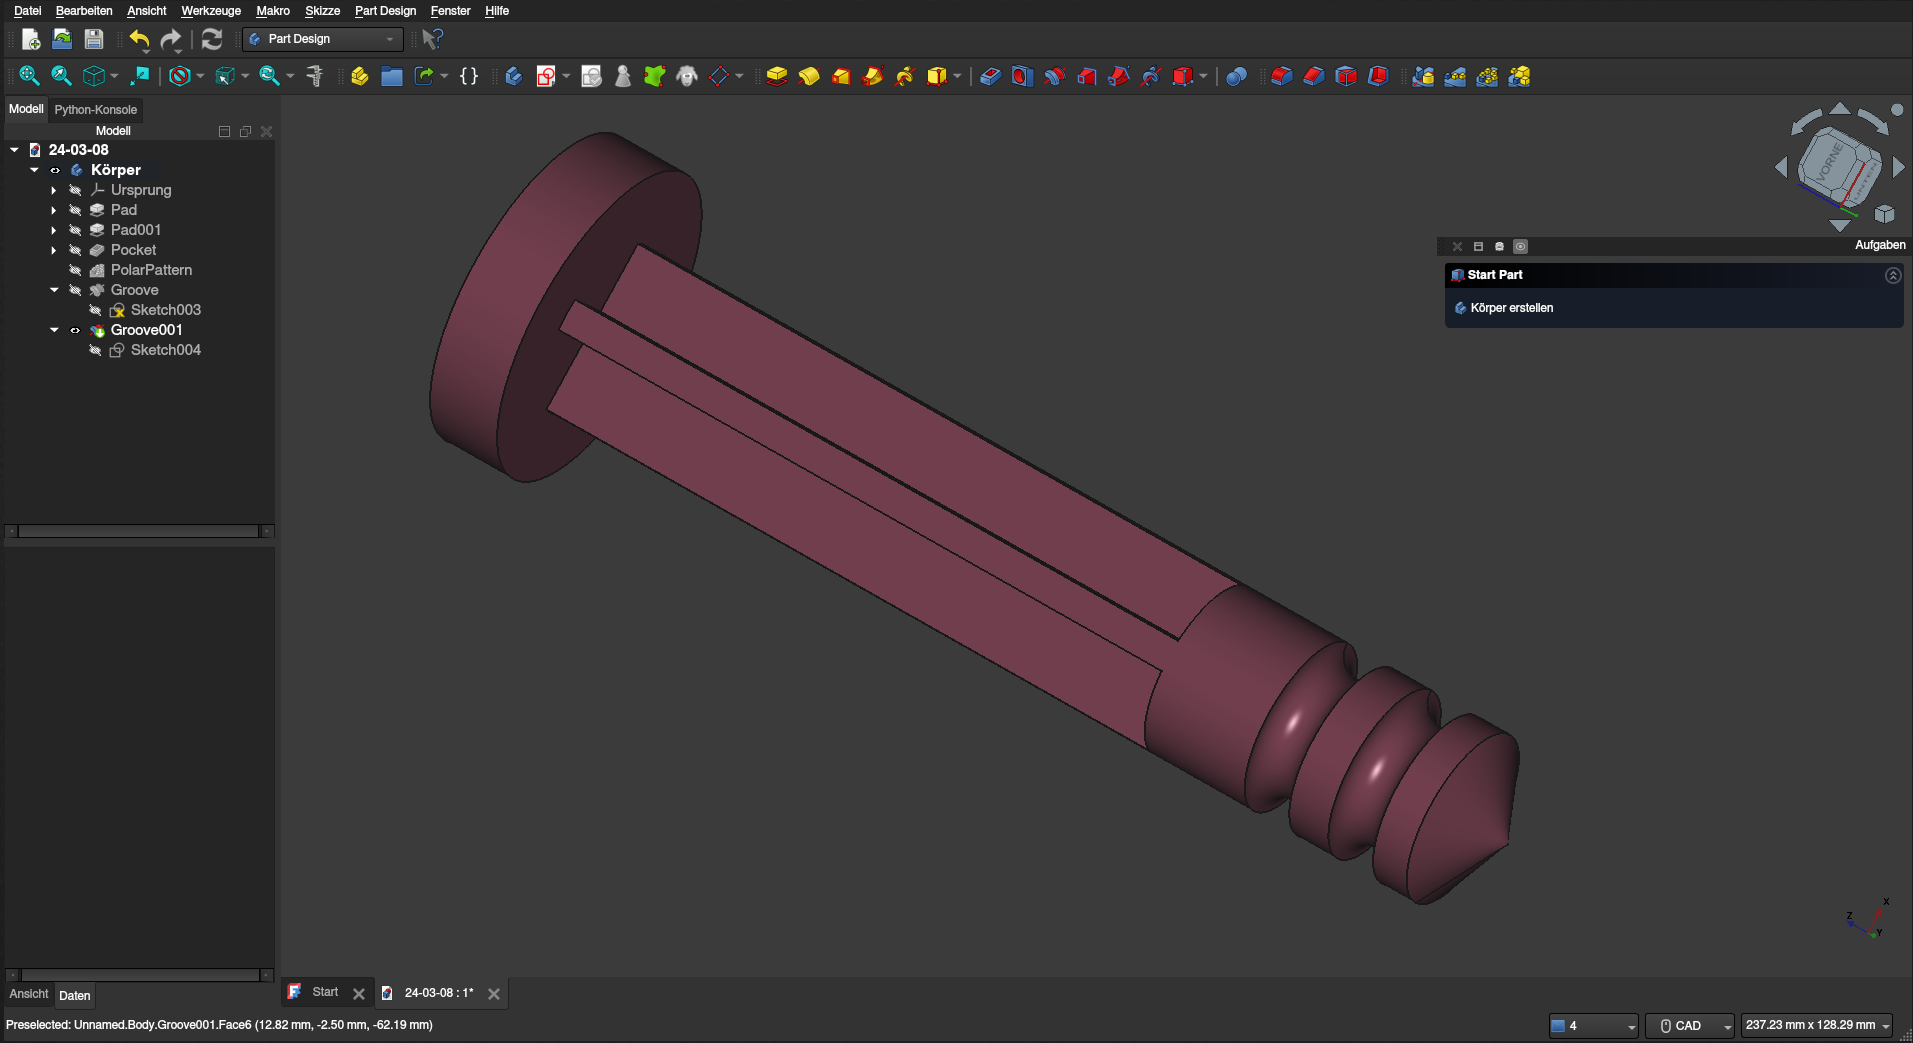 Datei Bearbeiten Ansicht Werkzeuge Makro Skizze Part Design Fenster Hilfe
Part Design
Modell Python-Konsole
Modell
24-03-08
Körper
Ursprung
Pad
Pad001
Pocket
PolarPattern
Groove
Sketch003
Groove001
Sketch004
VORNE
UNTEN
Aufgaben
Start Part
Körper erstellen
X
Z
Y
Ansicht Daten
Start
24-03-08 : 1*
Preselected: Unnamed.Body.Groove001.Face6 (12.82 mm, -2.50 mm, -62.19 mm)
4
CAD
237.23 mm x 128.29 mm